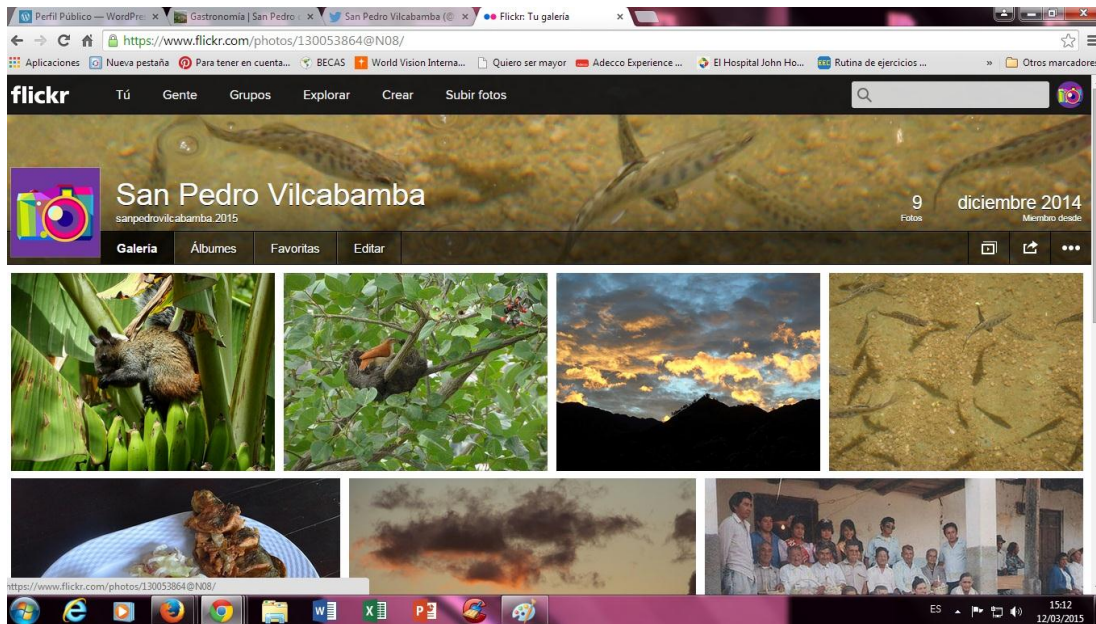 Perfil Público — WordPre
Gastronomía | San Pedro
San Pedro Vilcabamba (@
Flickr: Tu galería
https://www.flickr.com/photos/130053864@N08/
Aplicaciones
Nueva pestaña
Para tener en cuenta...
BECAS
World Vision Interna...
Quiero ser mayor
Adecco Experience ...
El Hospital John Ho...
Rutina de ejercicios ...
»
Otros marcadores
flickr
Tú
Gente
Grupos
Explorar
Crear
Subir fotos
San Pedro Vilcabamba
sanpedrovilcabamba 2015
9
Fotos
diciembre 2014
Miembro desde
Galería
Álbumes
Favoritas
Editar
https://www.flickr.com/photos/130053864@N08/
ES
15:12
12/03/2015